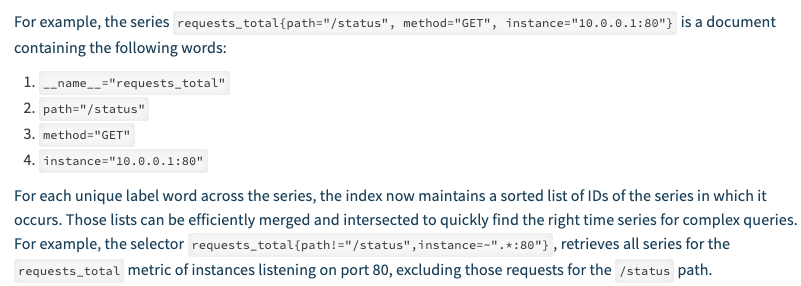 For example, the series requests_total{path="/status", method="GET", instance="10.0.0.1:80"} is a document
containing the following words:
1. __name__="requests_total"
2. path="/status"
3. method="GET"
4. instance="10.0.0.1:80"
For each unique label word across the series, the index now maintains a sorted list of IDs of the series in which it
occurs. Those lists can be efficiently merged and intersected to quickly find the right time series for complex queries.
For example, the selector requests_total{path!="/status",instance=~".*:80"} , retrieves all series for the
requests_total metric of instances listening on port 80, excluding those requests for the /status path.